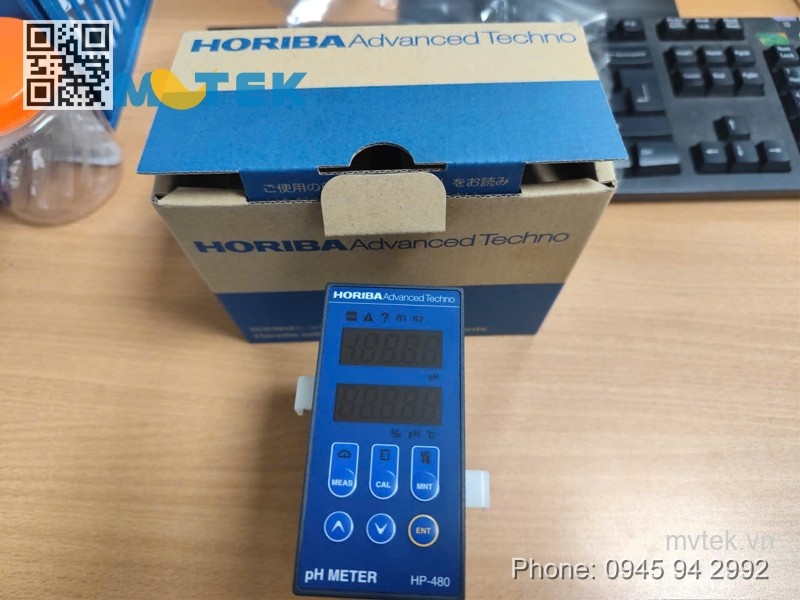 HORIBA Advanced Techno
MVTEK
ご使用の
をお読み
HORIBA Advanced Techno
HORIBA Advanced Techno
? R1 R2
pH
% pH ℃
MEAS CAL MNT
ENT
pH METER HP-480
mvtek.vn
Phone: 0945 94 2992